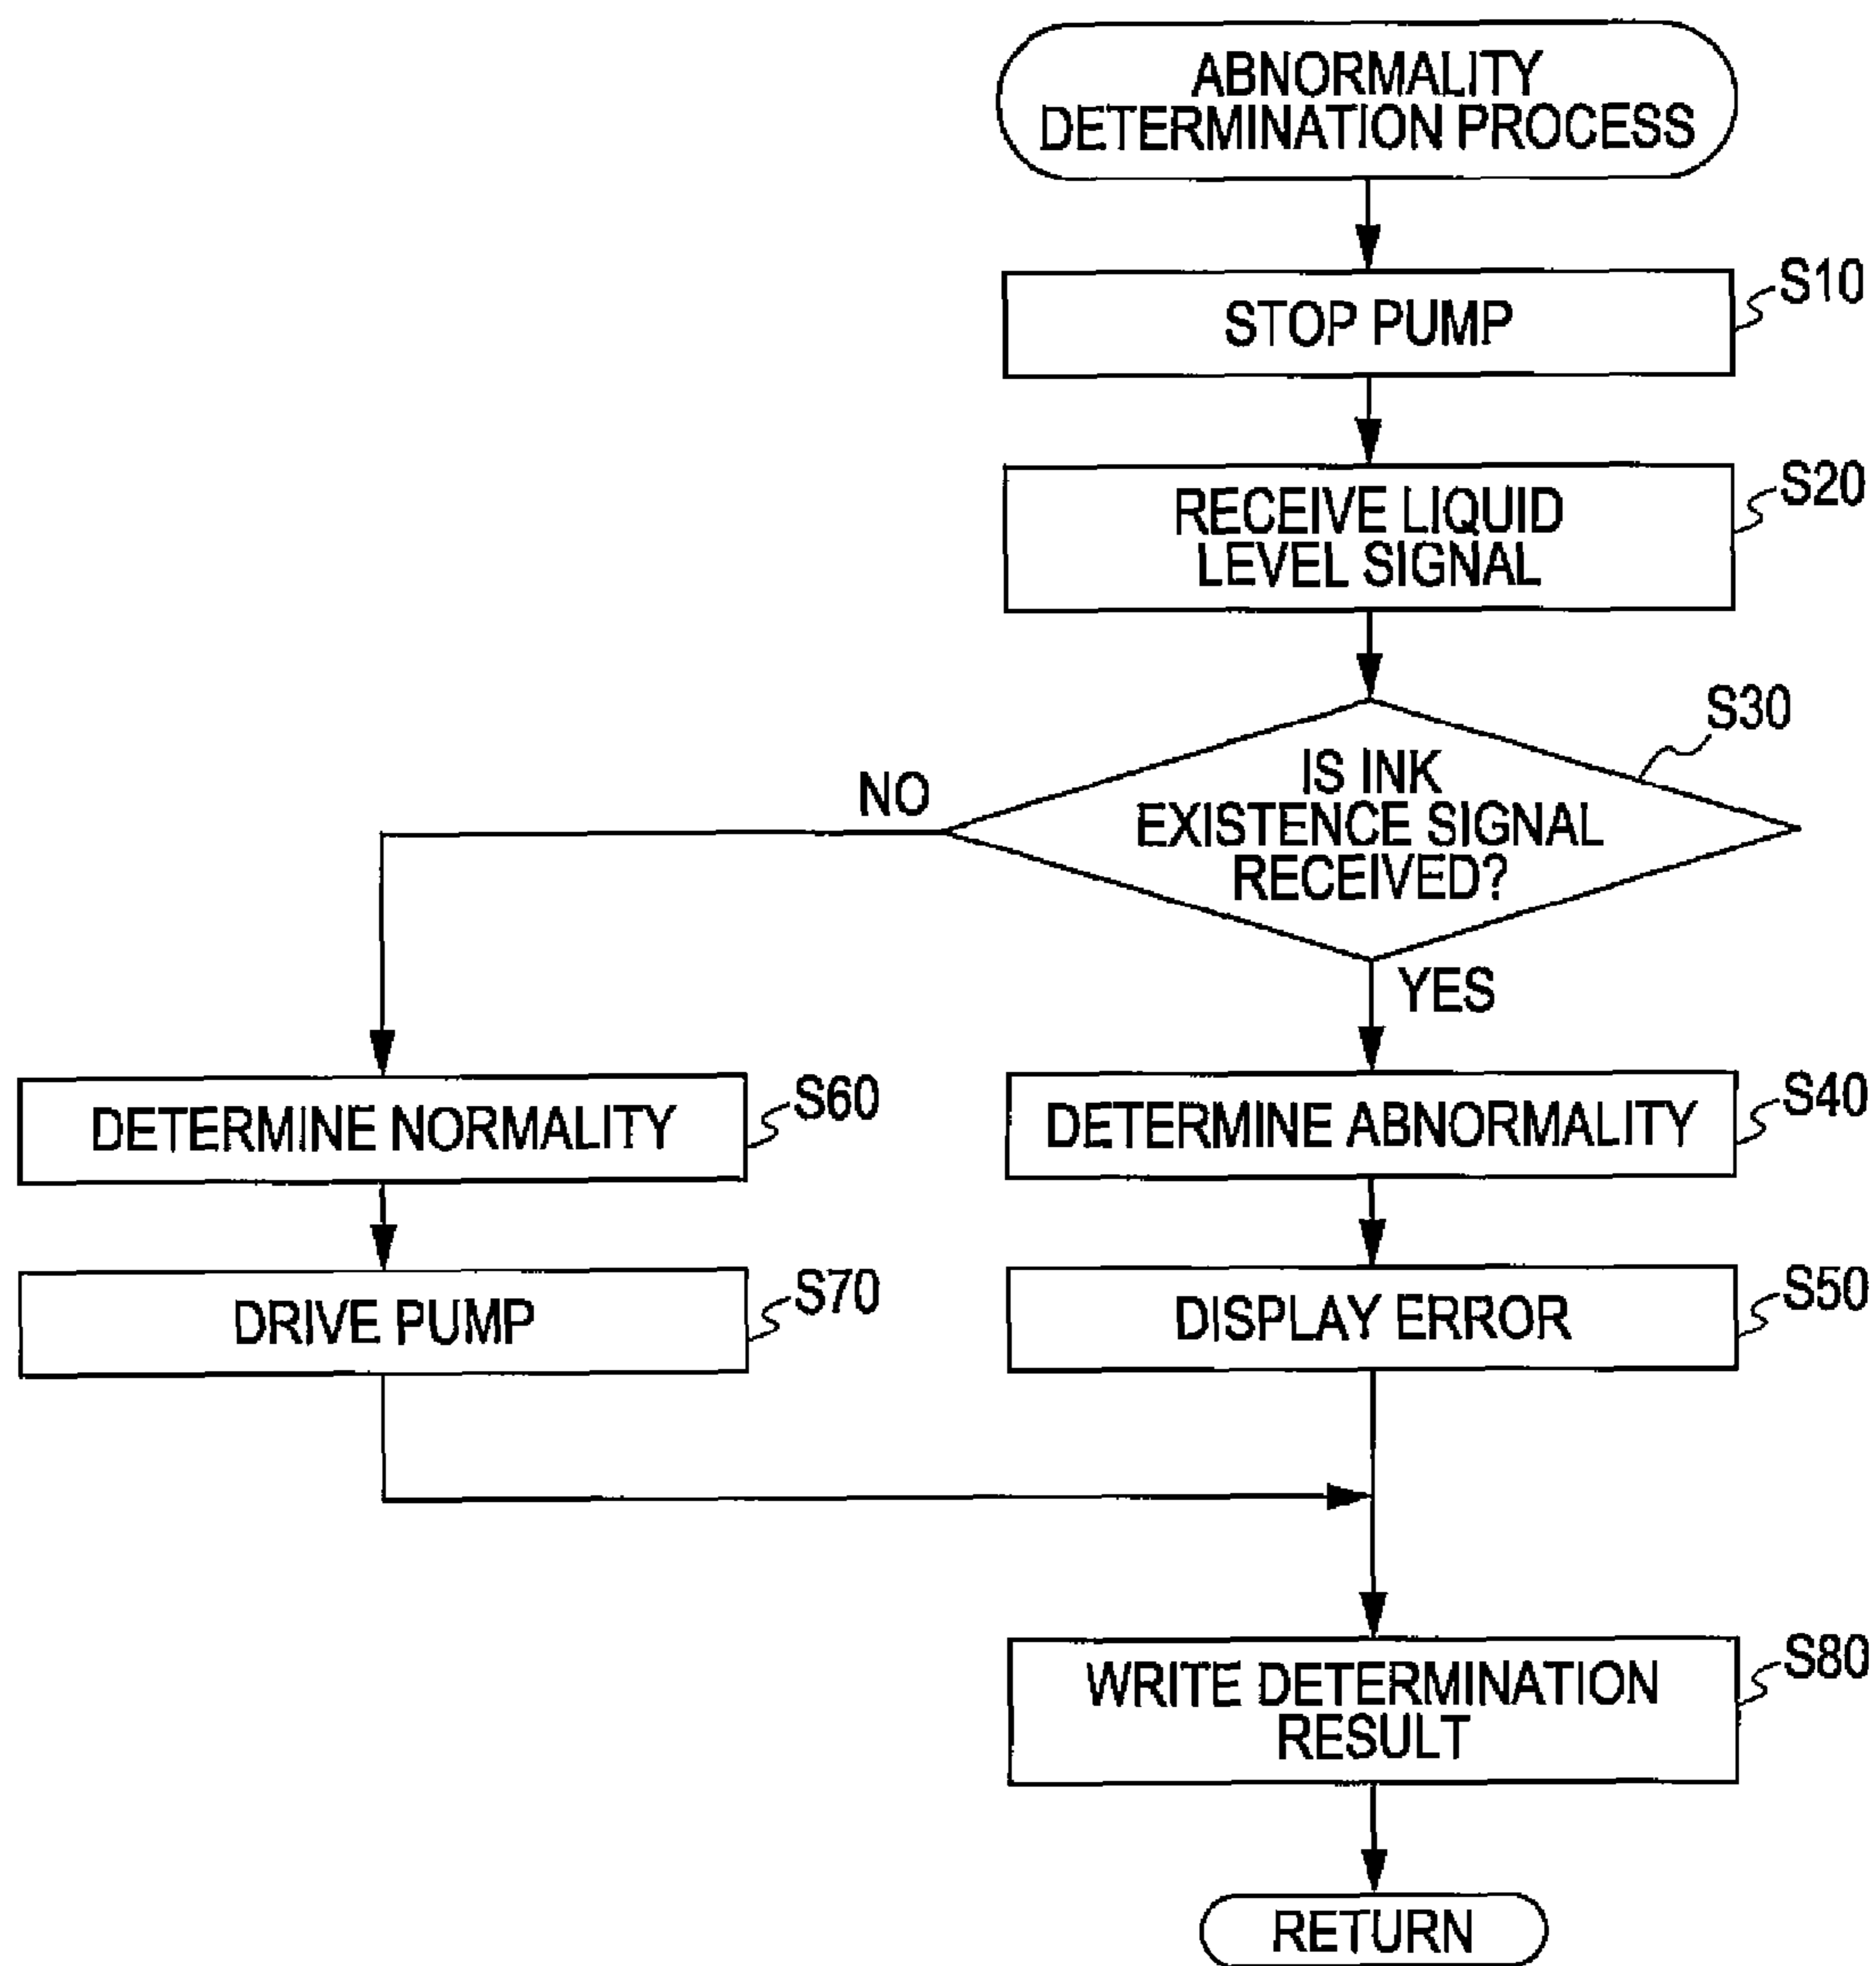 ABNORMALITY
DETERMINATION PROCESS
S10
STOP PUMP
S20
RECEIVE LIQUID
LEVEL SIGNAL
S30
IS INK
EXISTENCE SIGNAL
RECEIVED?
NO
YES
S60
DETERMINE NORMALITY
S40
DETERMINE ABNORMALITY
S70
DRIVE PUMP
S50
DISPLAY ERROR
S80
WRITE DETERMINATION
RESULT
RETURN